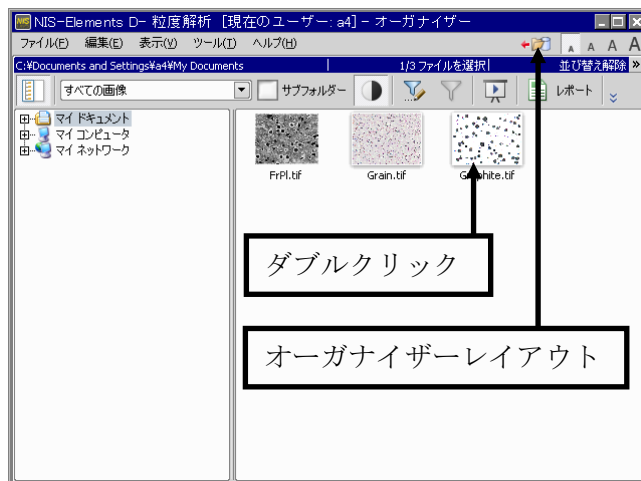 NIS-Elements D- 粒度解析 [現在のユーザー: a4] - オーガナイザー
ファイル(F) 編集(E) 表示(V) ツール(T) ヘルプ(H) A A A A
C:¥Documents and Settings¥a4¥My Documents 1/3 ファイルを選択 並び替え解除 »
すべての画像 サブフォルダー レポート
マイ ドキュメント
マイ コンピュータ
マイ ネットワーク
FrPl.tif Grain.tif Graphite.tif
ダブルクリック
オーガナイザーレイアウト